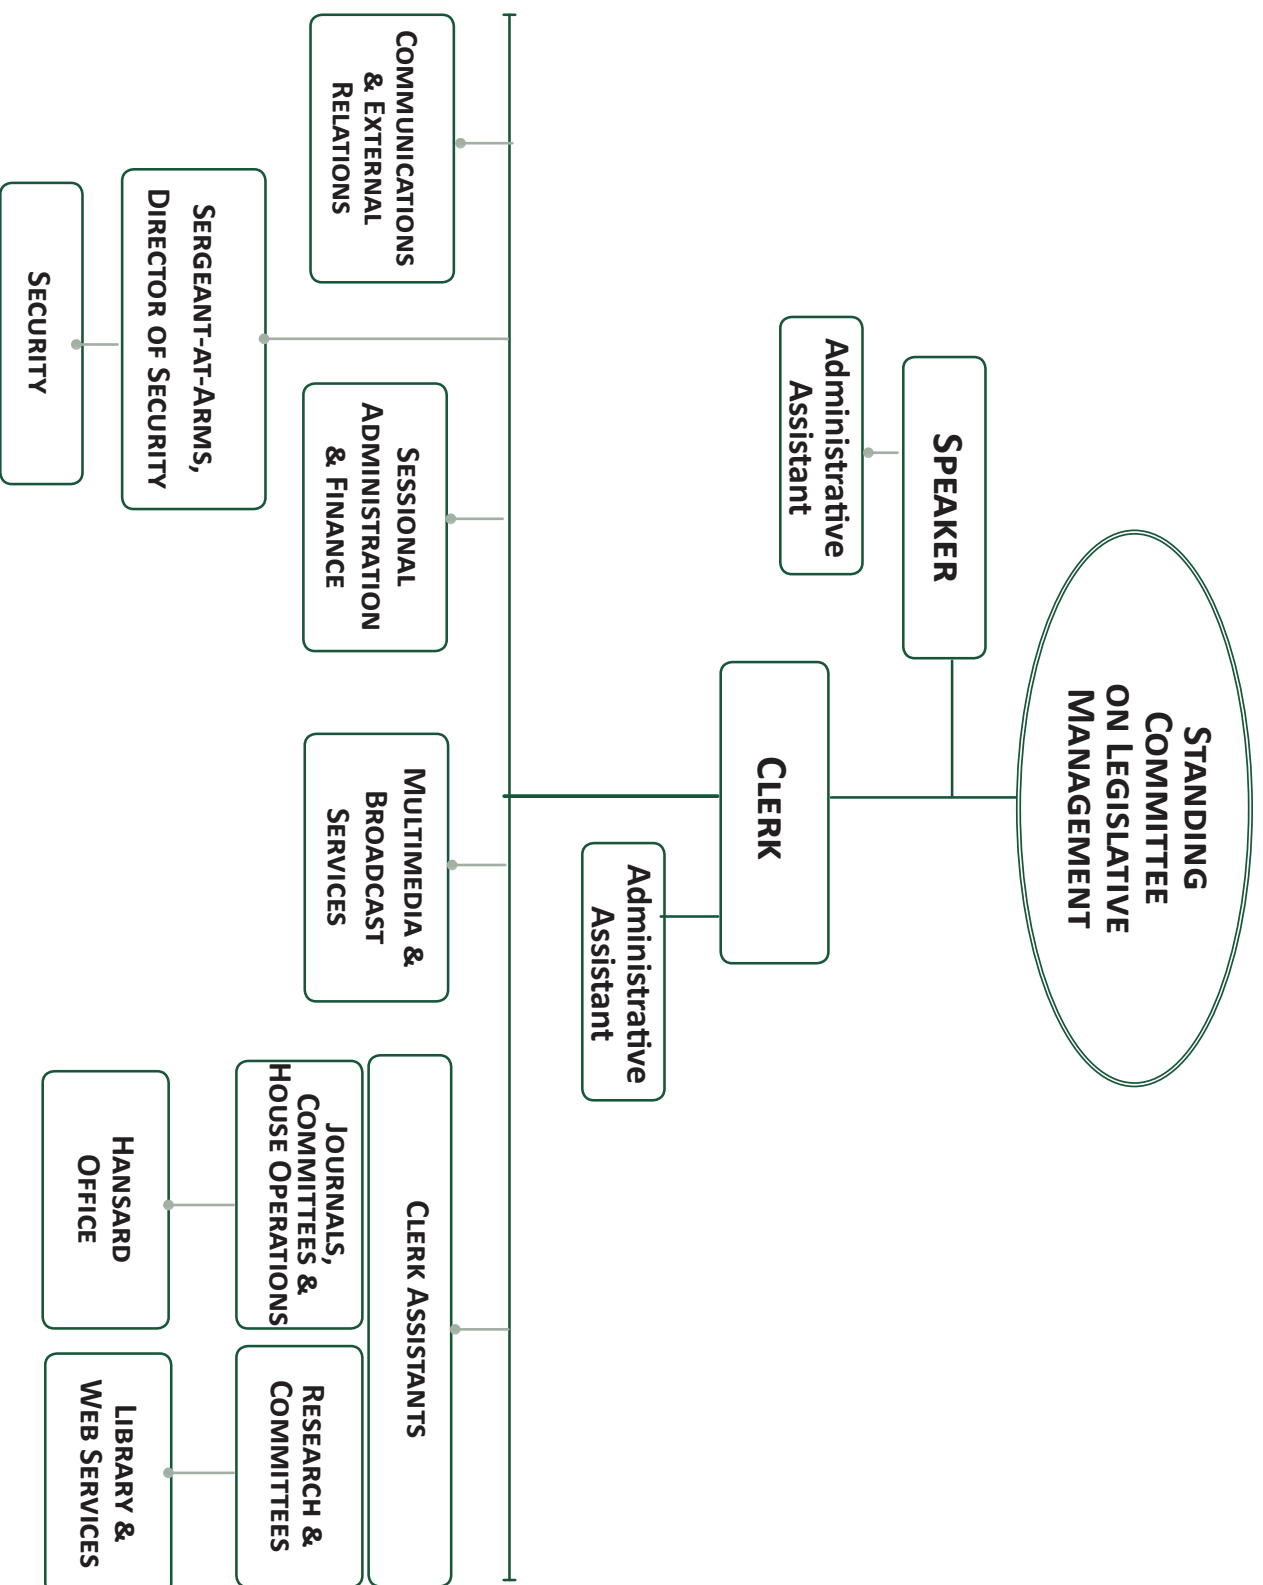 STANDING
COMMITTEE
ON LEGISLATIVE
MANAGEMENT
SPEAKER
Administrative
Assistant
CLERK
Administrative
Assistant
COMMUNICATIONS
& EXTERNAL
RELATIONS
SERGEANT-AT-ARMS,
DIRECTOR OF SECURITY
SECURITY
SESSIONAL
ADMINISTRATION
& FINANCE
MULTIMEDIA &
BROADCAST
SERVICES
CLERK ASSISTANTS
JOURNALS,
COMMITTEES &
HOUSE OPERATIONS
HANSARD
OFFICE
RESEARCH &
COMMITTEES
LIBRARY &
WEB SERVICES